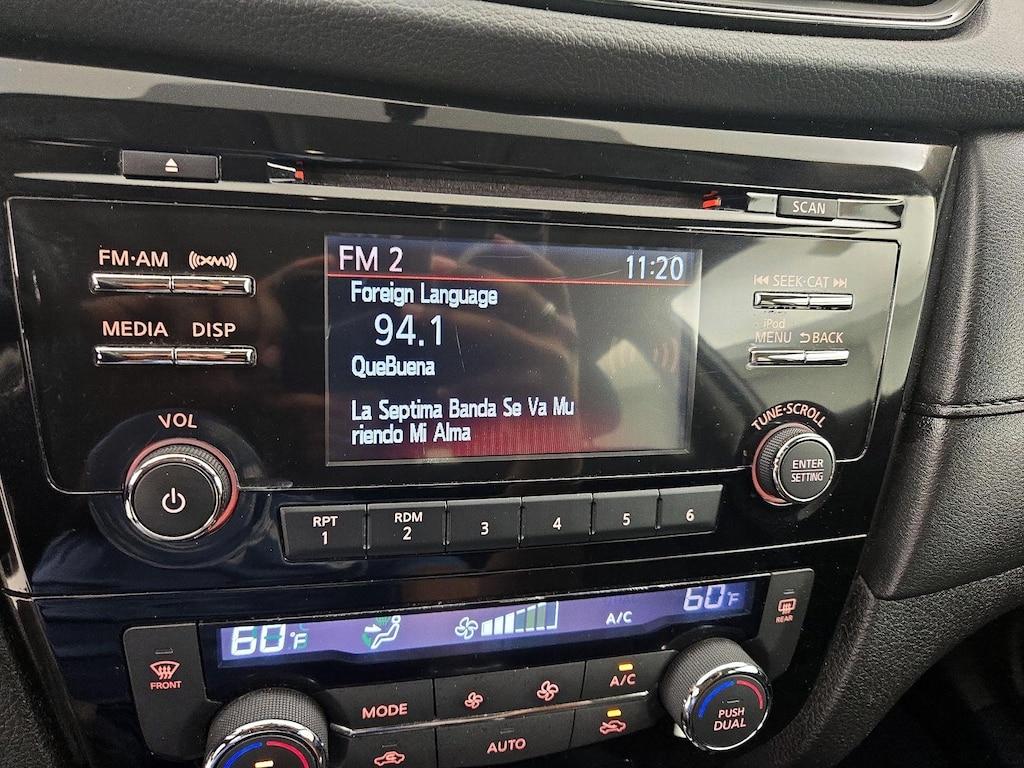 SCAN
FM·AM
((XM))
SEEK·CAT
MEDIA
DISP
iPod
MENU
BACK
FM 2
11:20
Foreign Language
94.1
QueBuena
La Septima Banda Se Va Mu
riendo Mi Alma
VOL
TUNE·SCROLL
ENTER
SETTING
RPT
1
RDM
2
3
4
5
6
60°F
A/C
60°F
REAR
FRONT
MODE
A/C
AUTO
PUSH
DUAL